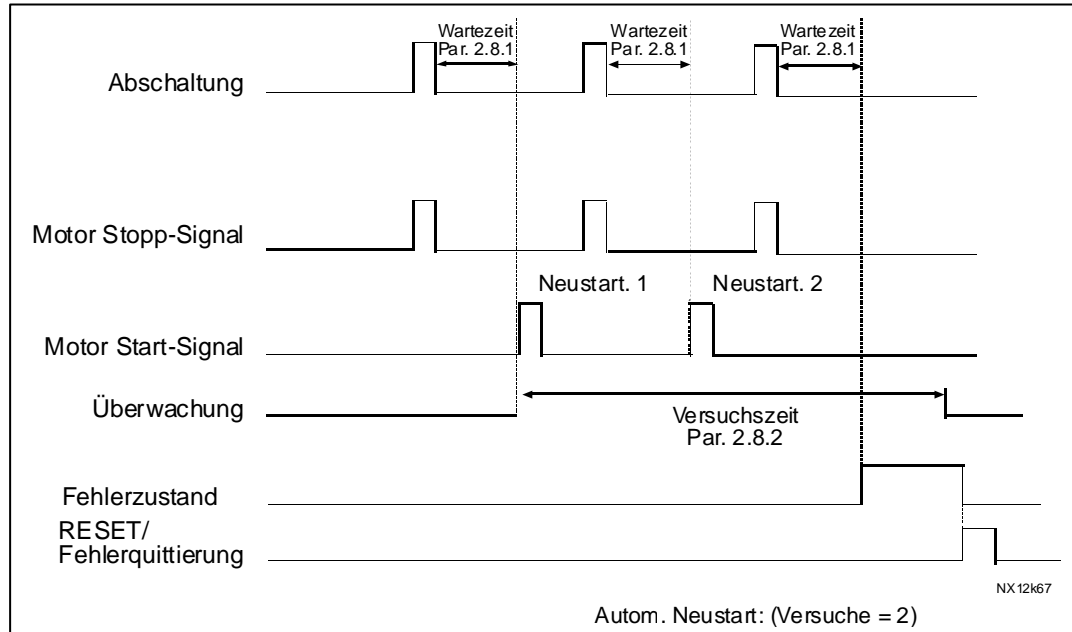 Wartezeit
Par. 2.8.1
Wartezeit
Par. 2.8.1
Wartezeit
Par. 2.8.1
Abschaltung
Motor Stopp-Signal
Neustart. 1
Neustart. 2
Motor Start-Signal
Überwachung
Versuchszeit
Par. 2.8.2
Fehlerzustand
RESET/
Fehlerquittierung
NX12k67
Autom. Neustart: (Versuche = 2)